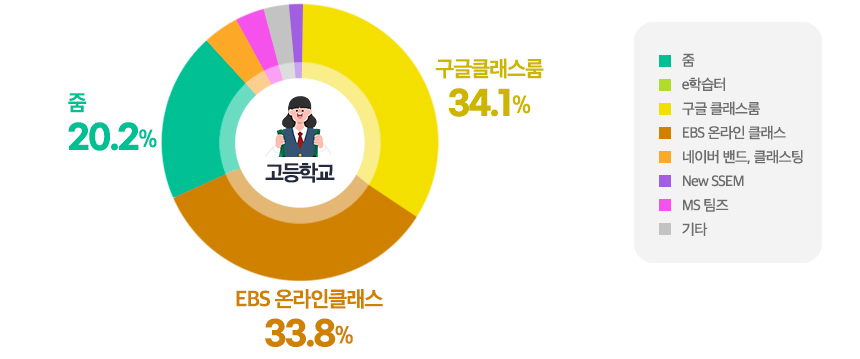 구글클래스룸
34.1%
줌
20.2%
고등학교
EBS 온라인클래스
33.8%
줌
e학습터
구글 클래스룸
EBS 온라인 클래스
네이버 밴드, 클래스팅
New SSEM
MS 팀즈
기타